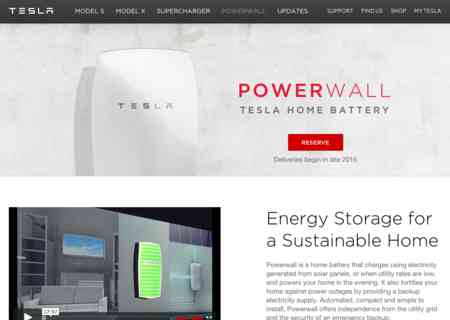 TESLA
MODEL S MODEL X SUPERCHARGER POWERWALL UPDATES SUPPORT FIND US SHOP MY TESLA
TESLA
POWERWALL
TESLA HOME BATTERY
RESERVE
Deliveries begin in late 2015
17:57
Energy Storage for
a Sustainable Home
Powerwall is a home battery that charges using electricity
generated from solar panels, or when utility rates are low,
and powers your home in the evening. It also fortifies your
home against power outages by providing a backup
electricity supply. Automated, compact and simple to
install, Powerwall offers independence from the utility grid
and the security of an emergency backup.